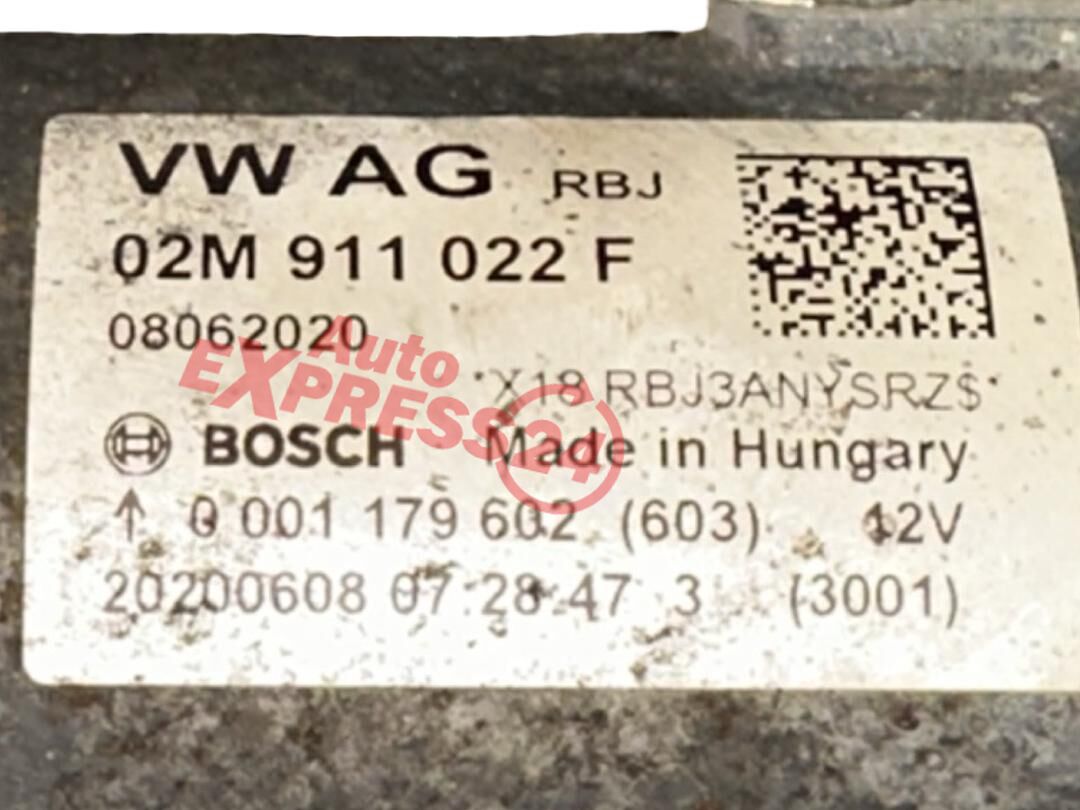 VW AG RBJ
02M 911 022 F
08062020
*X18 RBJ3ANYSRZ$*
BOSCH Made in Hungary
↑ 0 001 179 602 (603) 12V
20200608 07:28:47 3 (3001)
Auto
EXPRESS24